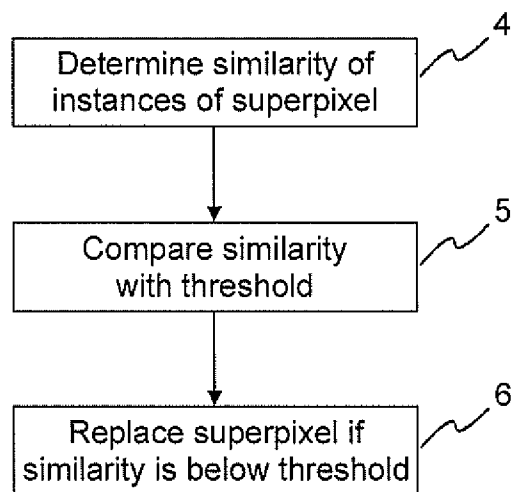 4
Determine similarity of
instances of superpixel
5
Compare similarity
with threshold
6
Replace superpixel if
similarity is below threshold